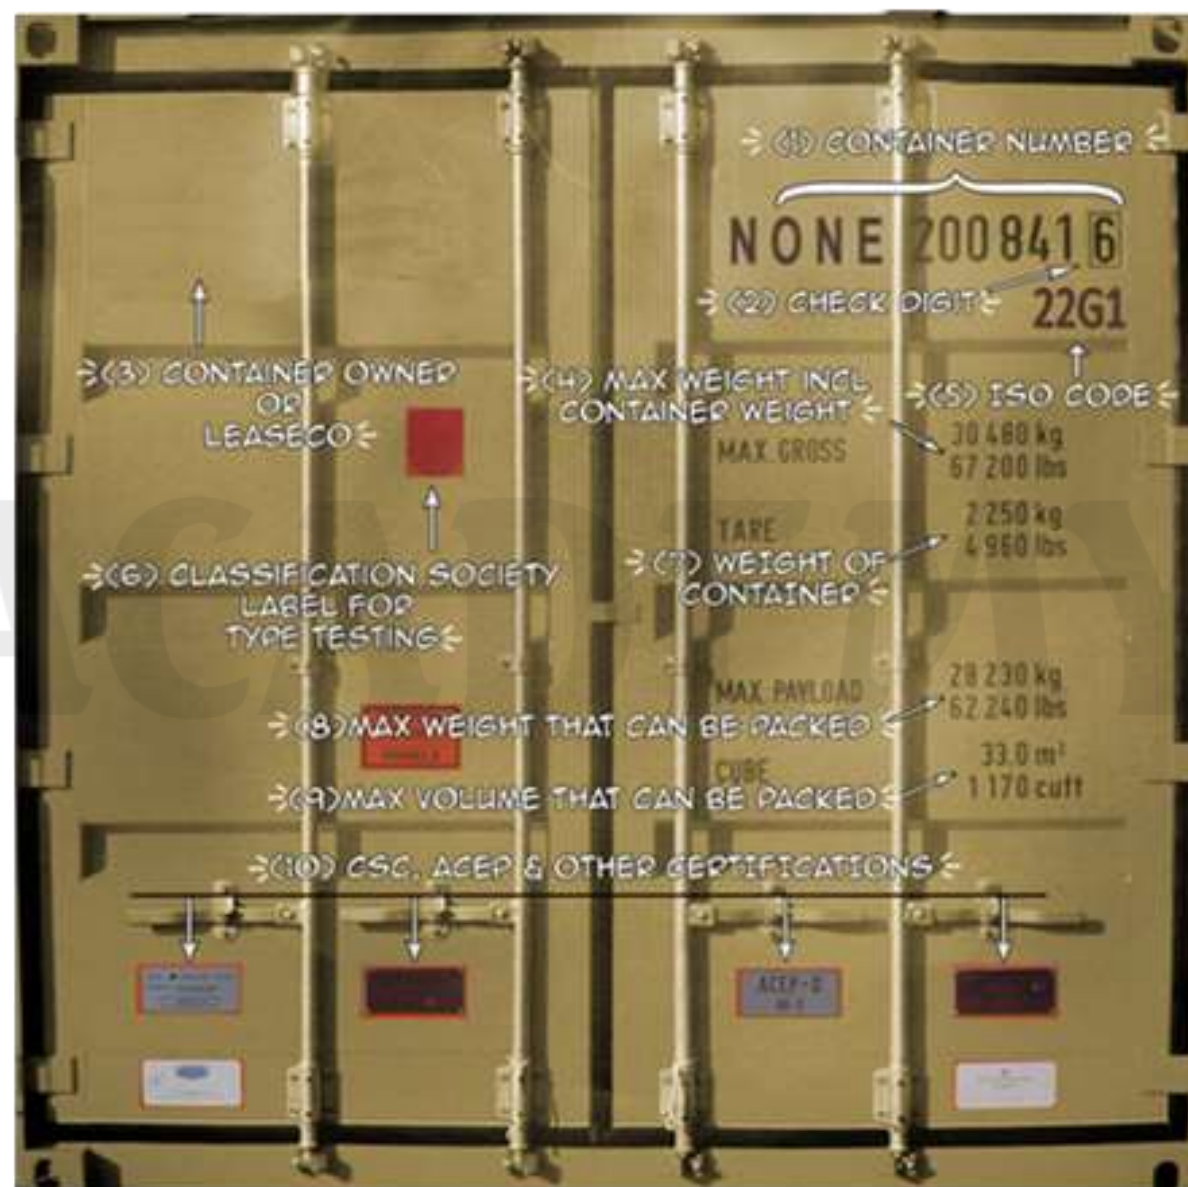 (1) CONTAINER NUMBER
NONE 200841 6
(2) CHECK DIGIT
22G1
(3) CONTAINER OWNER
OR
LEASECO
(4) MAX WEIGHT INCL
CONTAINER WEIGHT
(5) ISO CODE
MAX. GROSS
30 480 kg
67 200 lbs
TARE
2 250 kg
4 960 lbs
(6) CLASSIFICATION SOCIETY
LABEL FOR
TYPE TESTING
(7) WEIGHT OF
CONTAINER
MAX. PAYLOAD
28 230 kg
62 240 lbs
(8) MAX WEIGHT THAT CAN BE PACKED
CUBE
33.0 m³
1 170 cuft
(9) MAX VOLUME THAT CAN BE PACKED
(10) CSC, ACEP & OTHER CERTIFICATIONS
ACEP-D
ACADEMY